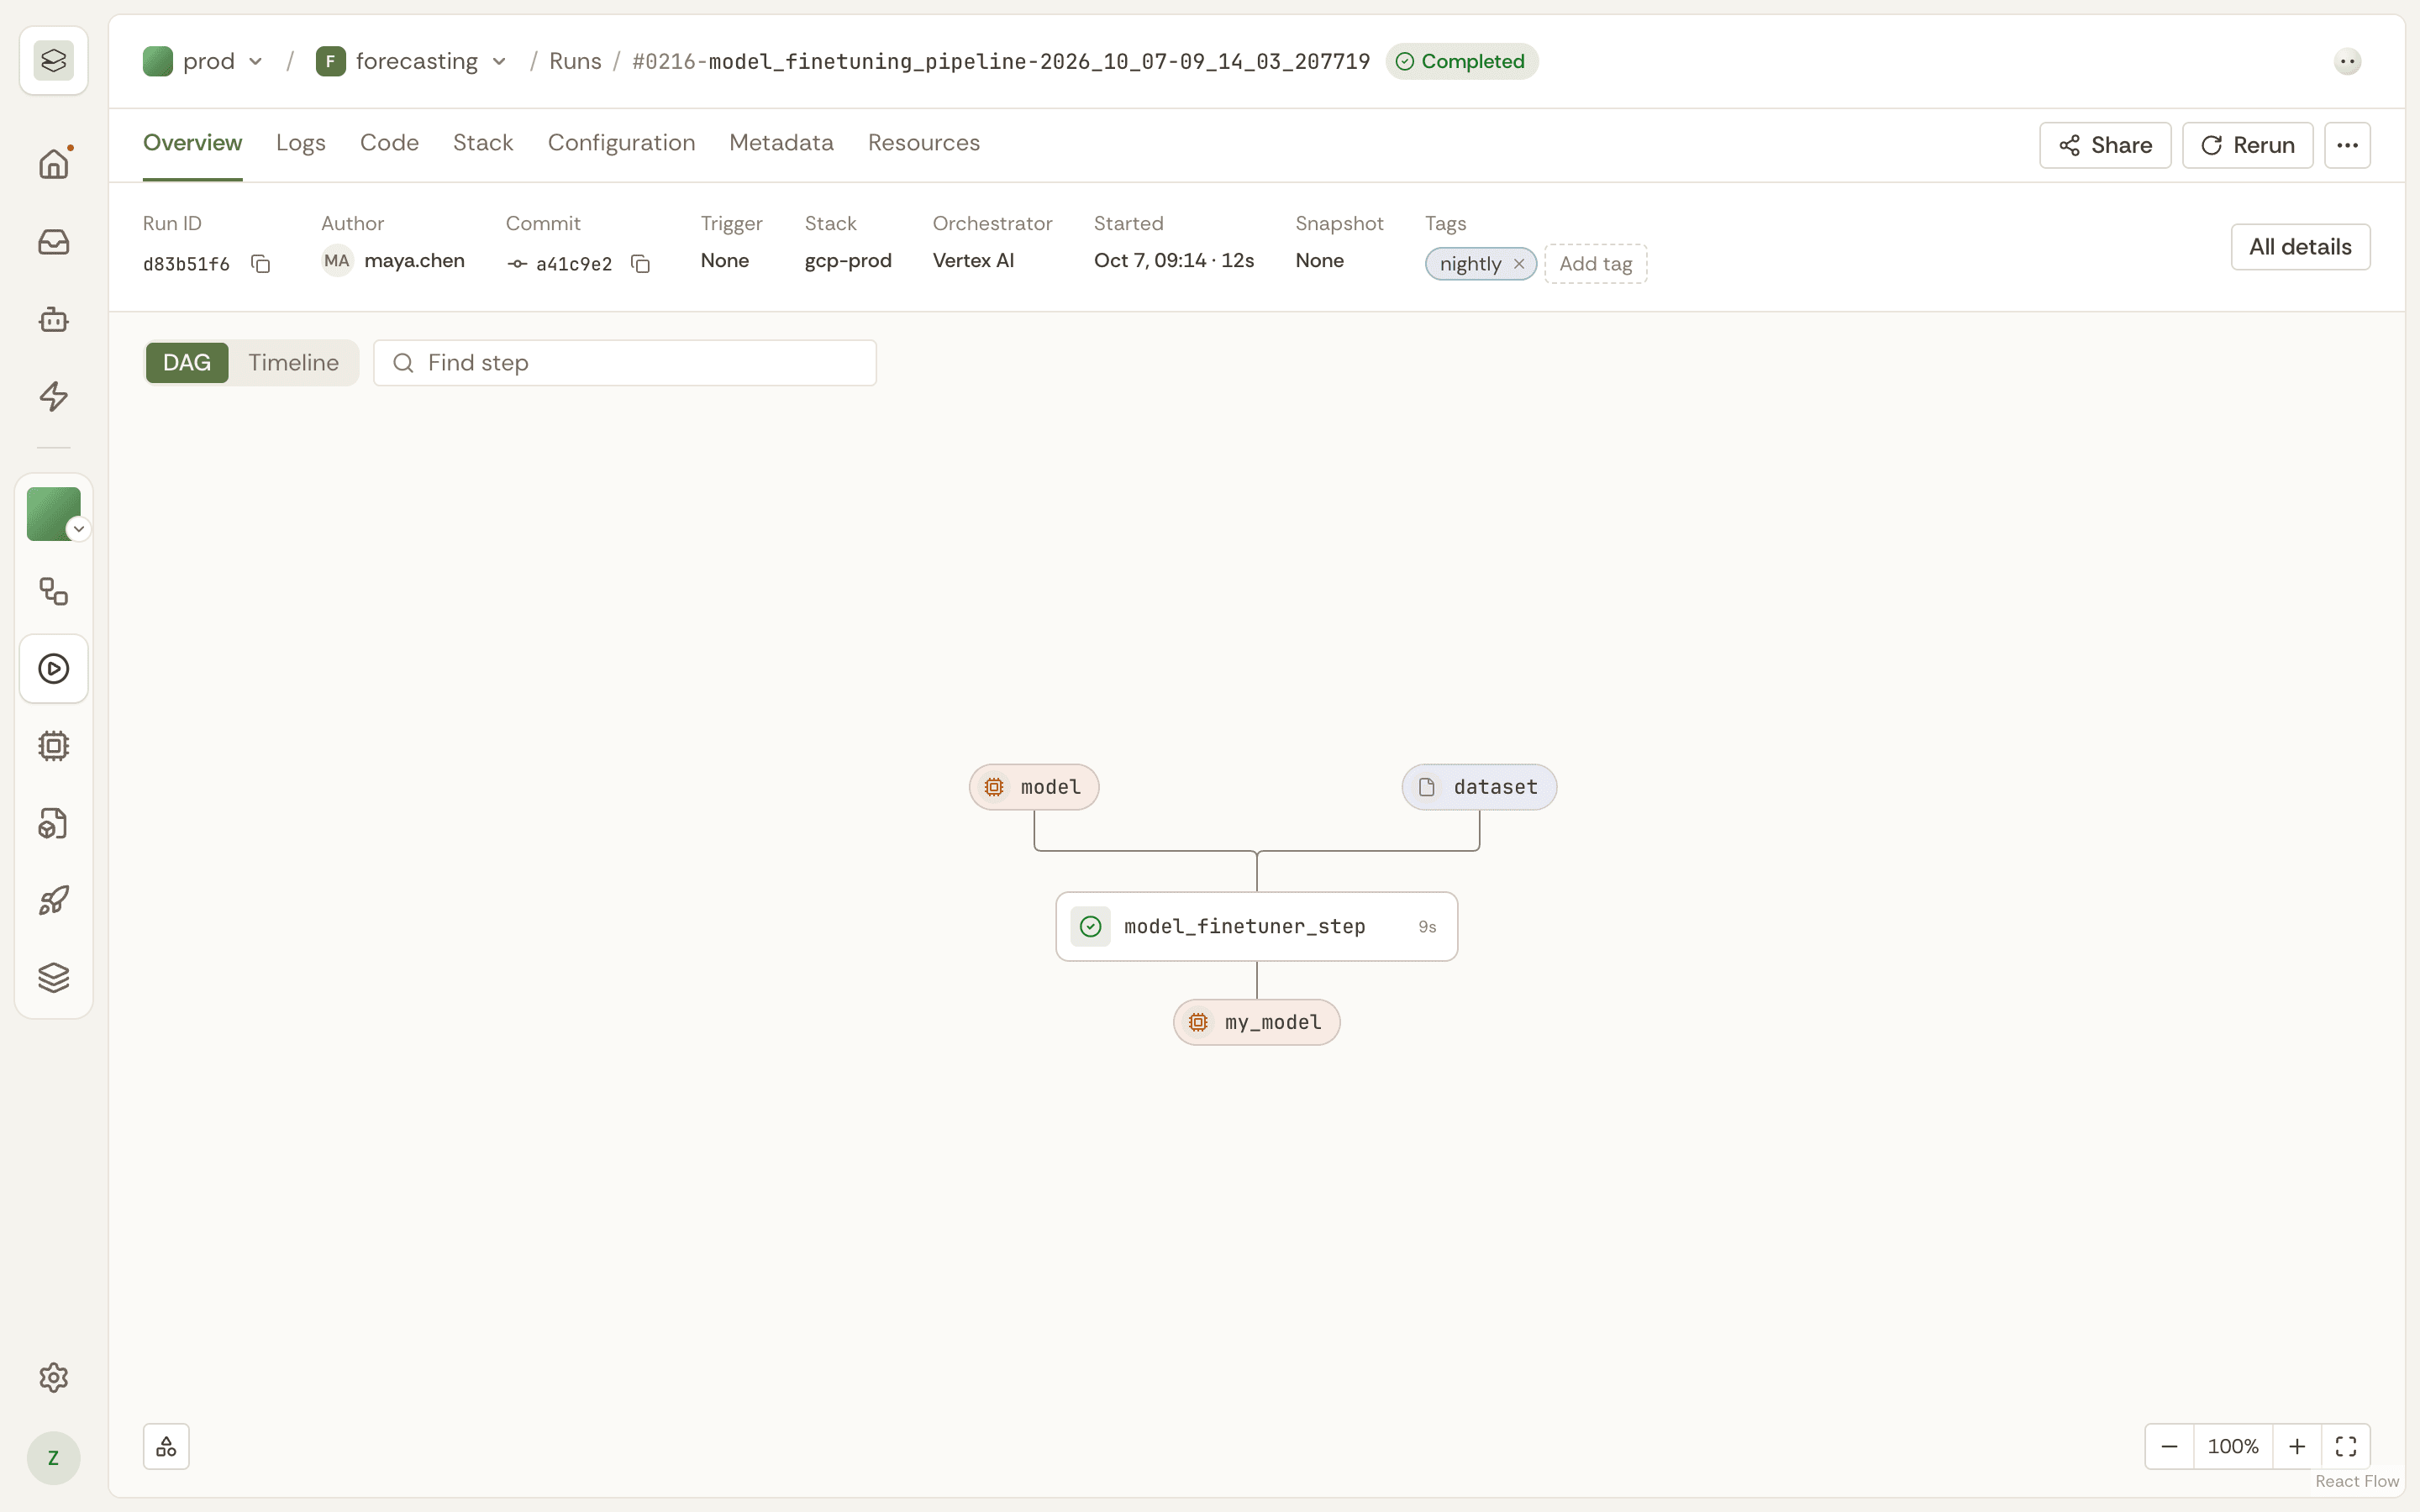 prod / F forecasting / Runs / #0216-model_finetuning_pipeline-2026_10_07-09_14_03_207719 Completed
Overview Logs Code Stack Configuration Metadata Resources Share Rerun
Run ID Author Commit Trigger Stack Orchestrator Started Snapshot Tags
d83b51f6 MA maya.chen a41c9e2 None gcp-prod Vertex AI Oct 7, 09:14 · 12s None nightly Add tag
All details
DAG Timeline Find step
model dataset
model_finetuner_step 9s
my_model
Z
100%
React Flow